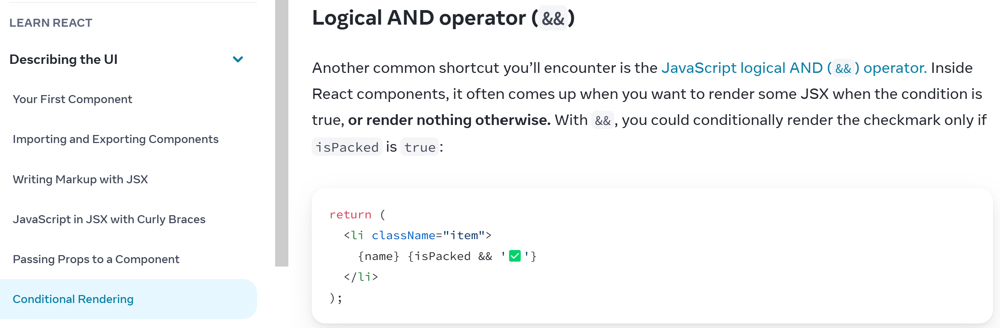 LEARN REACT
Describing the UI
Your First Component
Importing and Exporting Components
Writing Markup with JSX
JavaScript in JSX with Curly Braces
Passing Props to a Component
Conditional Rendering
Logical AND operator (&&)
Another common shortcut you’ll encounter is the JavaScript logical AND (&&) operator. Inside
React components, it often comes up when you want to render some JSX when the condition is
true, or render nothing otherwise. With &&, you could conditionally render the checkmark only if
isPacked is true:
return (
  <li className="item">
    {name} {isPacked && '✅'}
  </li>
);